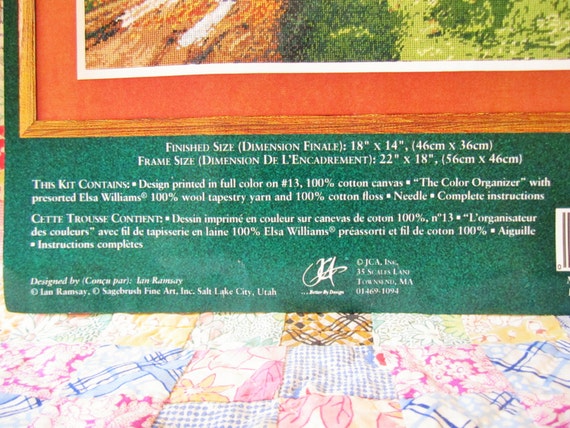 FINISHED SIZE (DIMENSION FINALE): 18" X 14", (46CM X 36CM)
FRAME SIZE (DIMENSION DE L'ENCADREMENT): 22" X 18", (56CM X 46CM)
THIS KIT CONTAINS: ▪ Design printed in full color on #13, 100% cotton canvas ▪ "The Color Organizer" with
presorted Elsa Williams® 100% wool tapestry yarn and 100% cotton floss ▪ Needle ▪ Complete instructions
CETTE TROUSSE CONTIENT: ▪ Dessin imprimé en couleur sur canevas de coton 100%, n°13 ▪ "L'organisateur
des couleurs" avec fil de tapisserie en laine 100% Elsa Williams® préassorti et fil de coton 100% ▪ Aiguille
▪ Instructions complètes
Designed by (Conçu par): Ian Ramsay
© Ian Ramsay, © Sagebrush Fine Art, Inc. Salt Lake City, Utah
...Better By Design
© JCA, INC.
35 SCALES LANE
TOWNSEND, MA
01469-1094
0